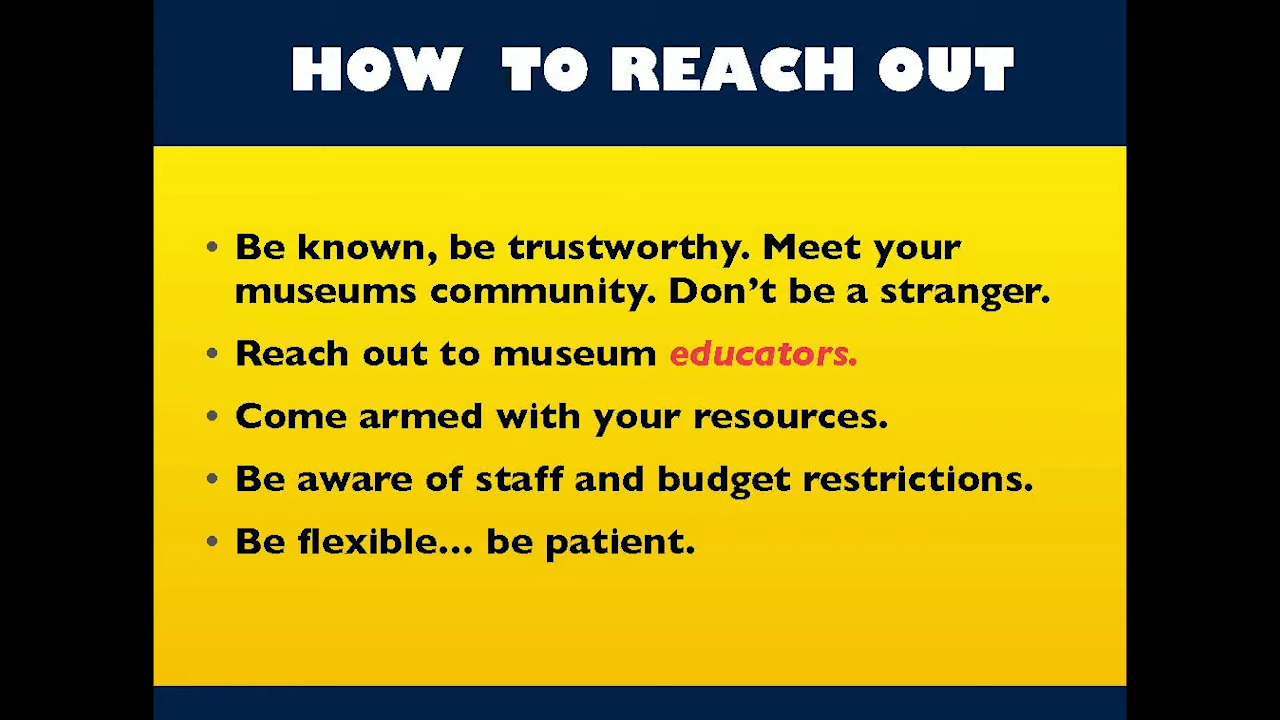 HOW TO REACH OUT
• Be known, be trustworthy. Meet your
museums community. Don’t be a stranger.
• Reach out to museum educators.
• Come armed with your resources.
• Be aware of staff and budget restrictions.
• Be flexible... be patient.